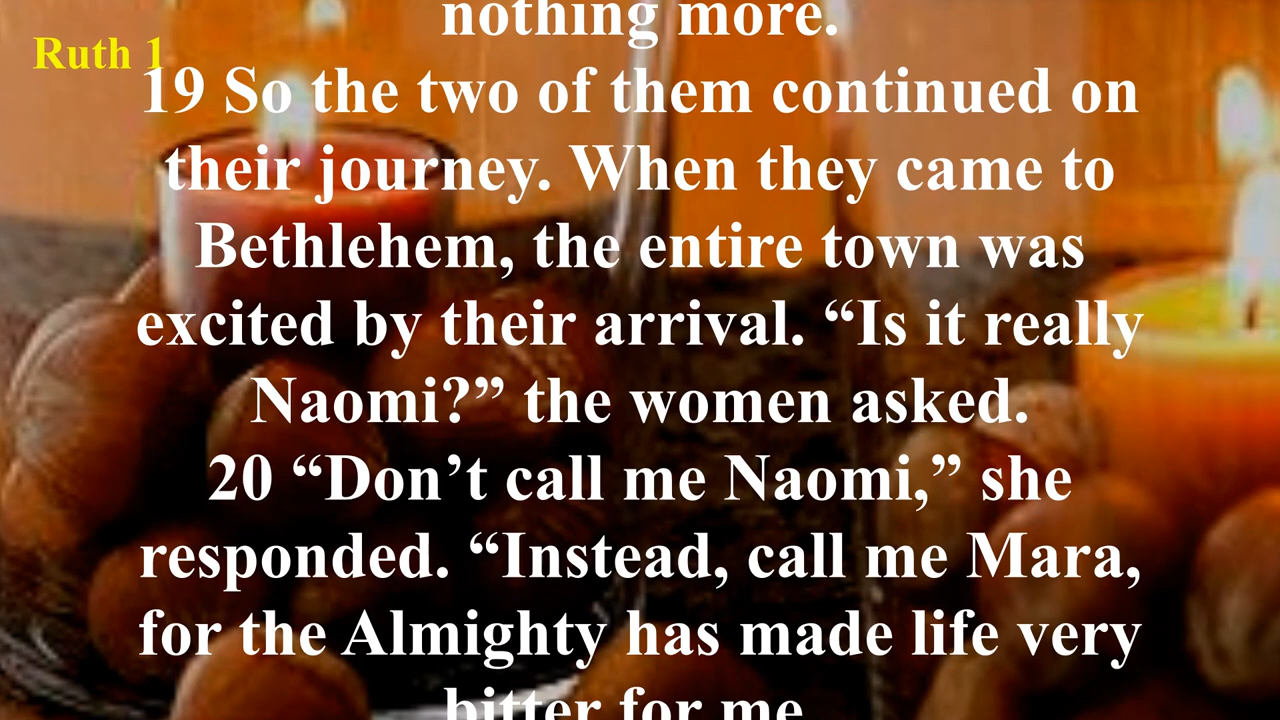 nothing more.
Ruth 1
19 So the two of them continued on
their journey. When they came to
Bethlehem, the entire town was
excited by their arrival. “Is it really
Naomi?” the women asked.
20 “Don’t call me Naomi,” she
responded. “Instead, call me Mara,
for the Almighty has made life very
bitter for me